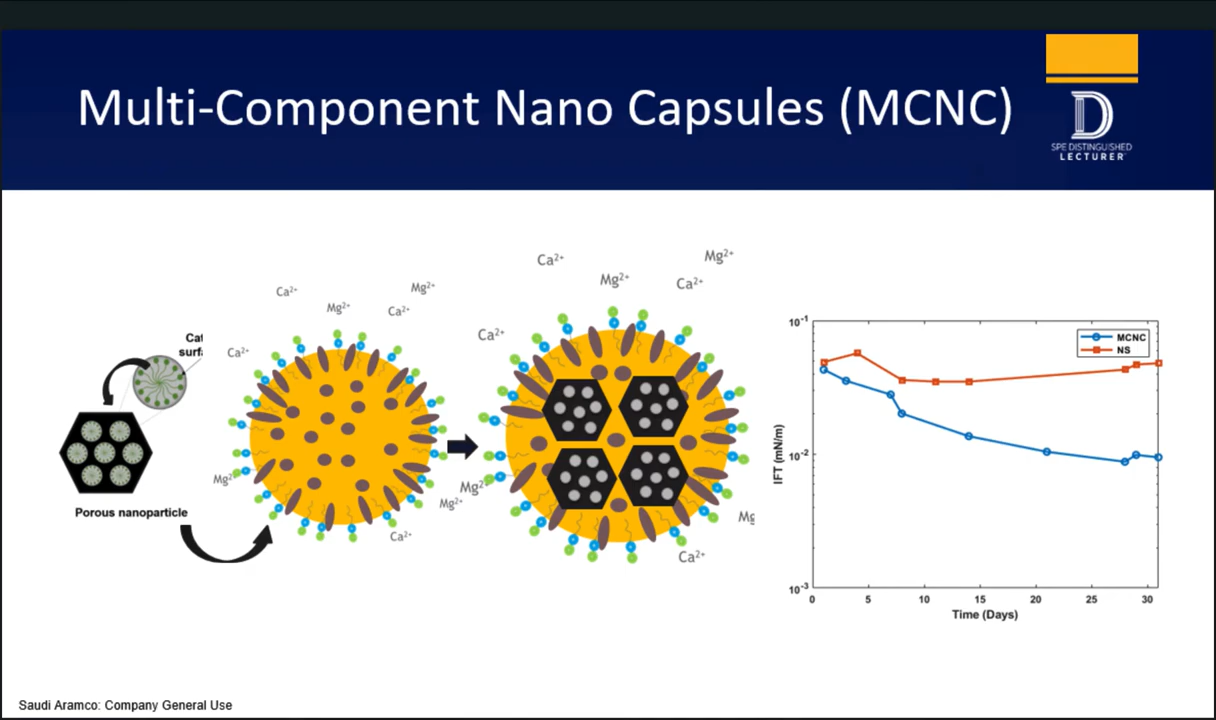 Multi-Component Nano Capsules (MCNC)
SPE DISTINGUISHED
LECTURER
Ca²⁺
Mg²⁺
Mg²⁺
Ca²⁺
Ca²⁺
Mg²⁺
Mg²⁺
Ca²⁺
Porous nanoparticle
Ca²⁺
Mg²⁺
Mg²⁺
Ca²⁺
Ca²⁺
Mg²⁺
Ca²⁺
MCNC
NS
10⁻¹
10⁻²
10⁻³
IFT (mN/m)
0 5 10 15 20 25 30
Time (Days)
Saudi Aramco: Company General Use